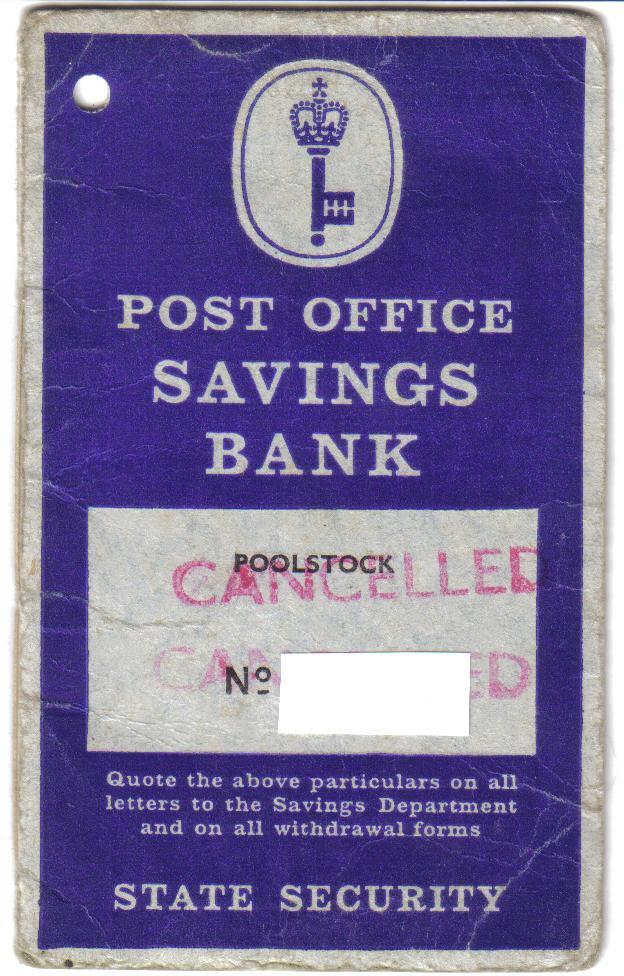 POST OFFICE
SAVINGS
BANK
POOLSTOCK
CANCELLED
Nº
CANCELLED
Quote the above particulars on all
letters to the Savings Department
and on all withdrawal forms
STATE SECURITY